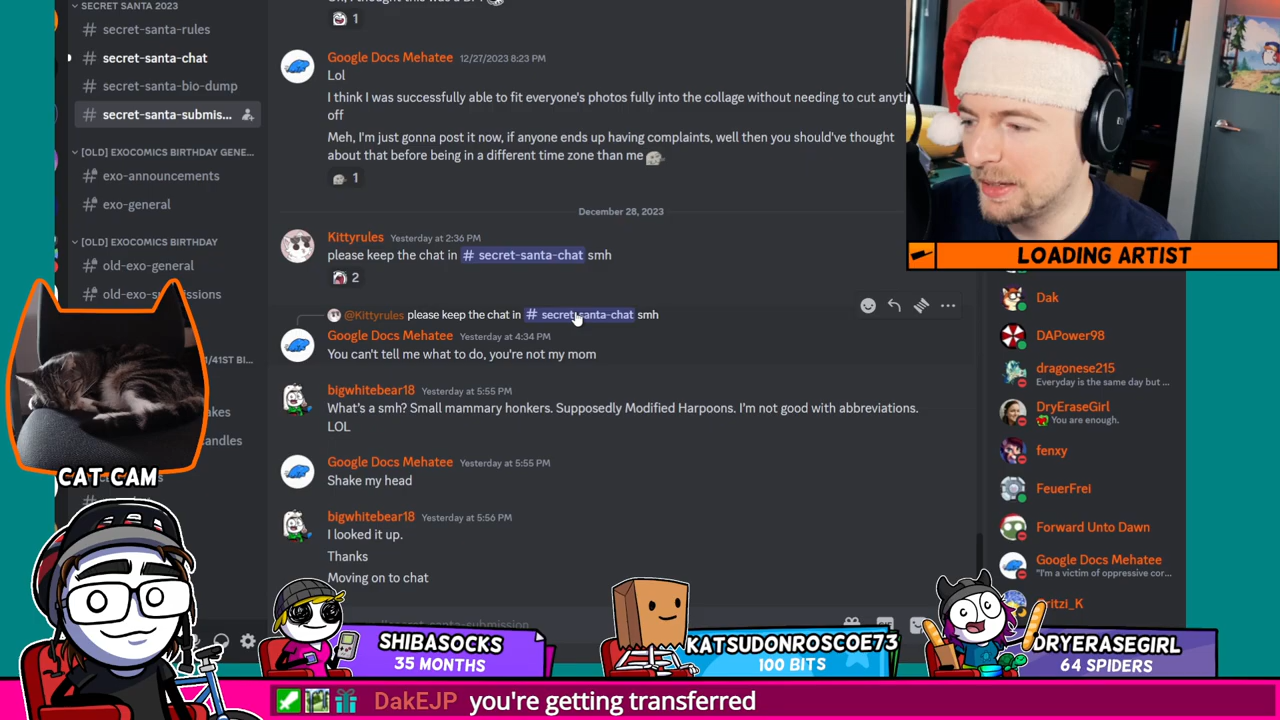 SECRET SANTA 2023
secret-santa-rules
secret-santa-chat
secret-santa-bio-dump
secret-santa-submis...
[OLD] EXOCOMICS BIRTHDAY GENE...
exo-announcements
exo-general
[OLD] EXOCOMICS BIRTHDAY
old-exo-general
1
Google Docs Mehatee 12/27/2023 8:23 PM
Lol
I think I was successfully able to fit everyone's photos fully into the collage without needing to cut
off
Meh, I'm just gonna post it now, if anyone ends up having complaints, well then you should've thought
about that before being in a different time zone than me
1
December 28, 2023
Kittyrules Yesterday at 2:36 PM
please keep the chat in # secret-santa-chat smh
2
@Kittyrules please keep the chat in # secret-santa-chat smh
Google Docs Mehatee Yesterday at 4:34 PM
You can't tell me what to do, you're not my mom
bigwhitebear18 Yesterday at 5:55 PM
What's a smh? Small mammary honkers. Supposedly Modified Harpoons. I'm not good with abbreviations.
LOL
Google Docs Mehatee Yesterday at 5:55 PM
Shake my head
bigwhitebear18 Yesterday at 5:56 PM
I looked it up.
Thanks
Moving on to chat
LOADING ARTIST
Dak
DAPower98
dragonese215
Everyday is the same day but ...
DryEraseGirl
You are enough.
fenxy
FeuerFrei
Forward Unto Dawn
Google Docs Mehatee
"I'm a victim of oppressive cor...
CAT CAM
SHIBASOCKS
35 MONTHS
KATSUDONROSCOE73
100 BITS
DRYERASEGIRL
64 SPIDERS
DakEJP you're getting transferred